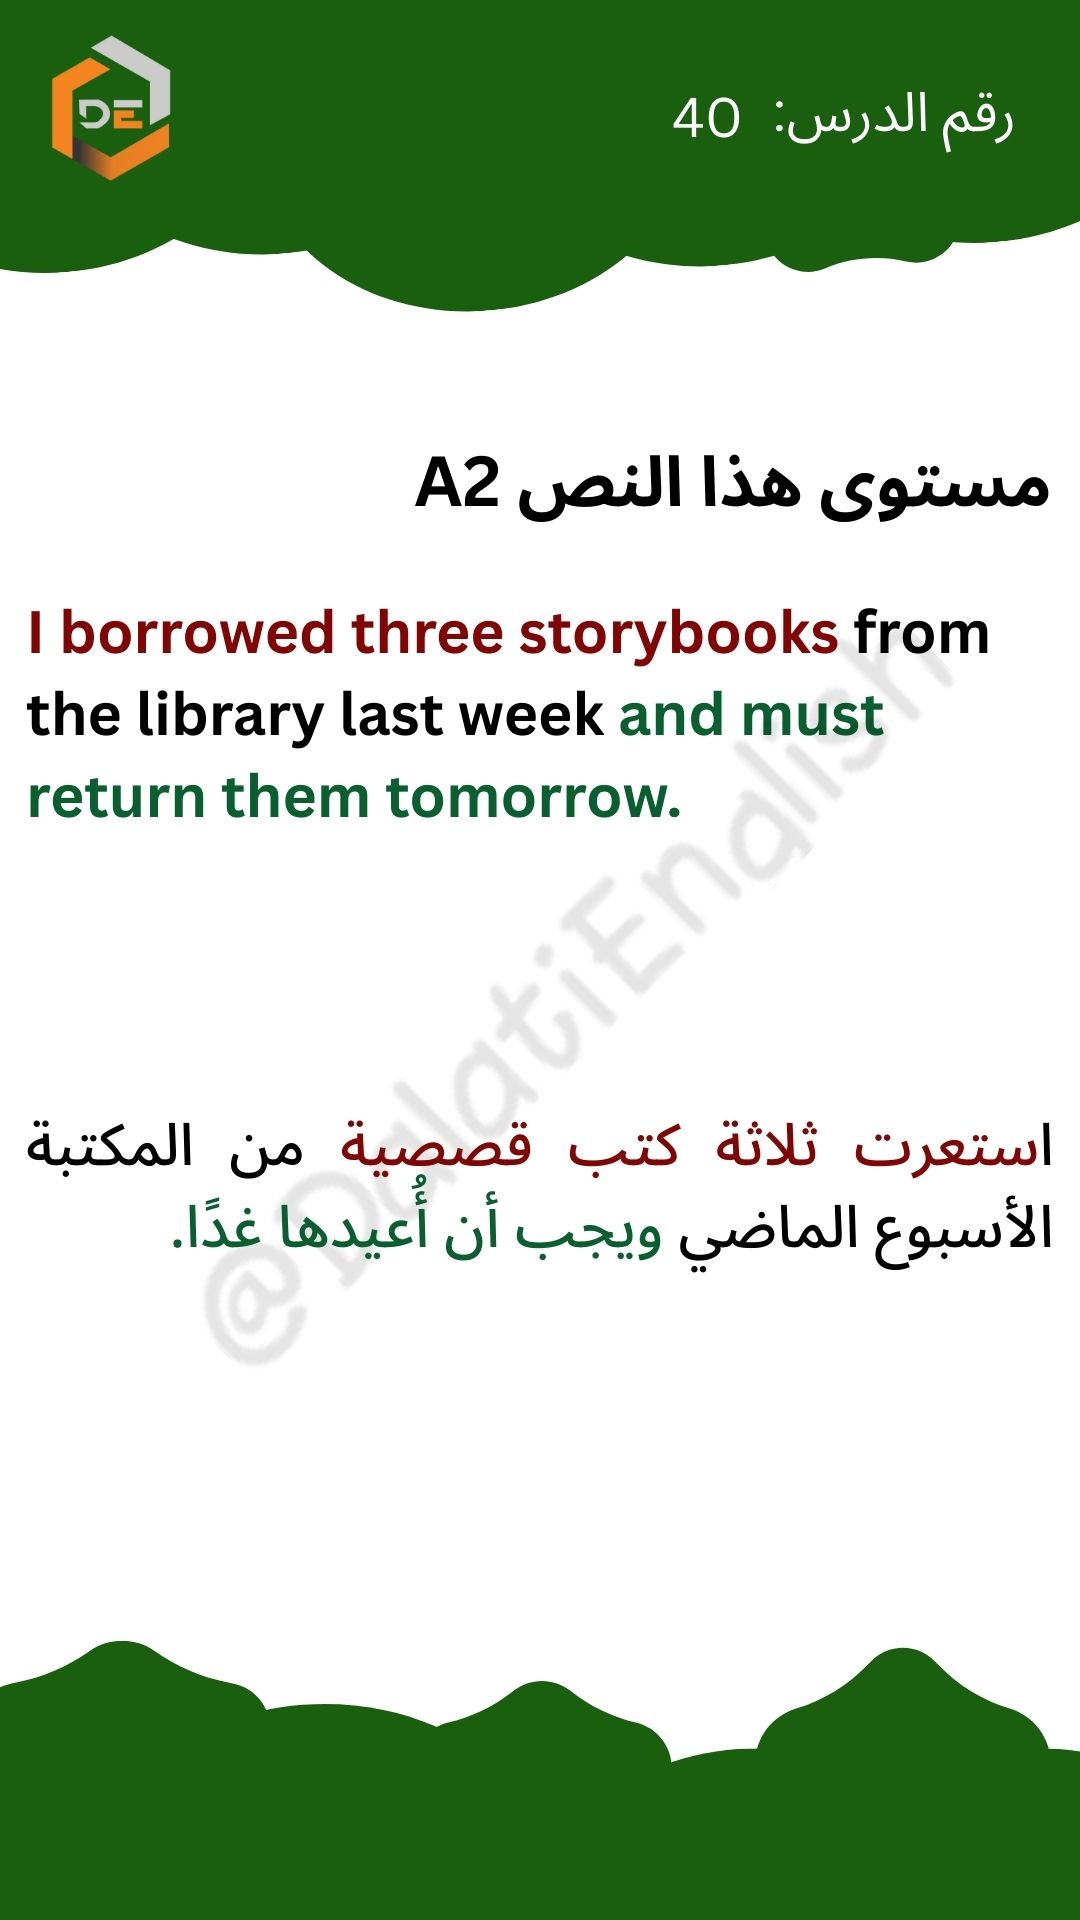 DE
رقم الدرس: 40
مستوى هذا النص A2
I borrowed three storybooks from
the library last week and must
return them tomorrow.
استعرت ثلاثة كتب قصصية من المكتبة
الأسبوع الماضي ويجب أن أُعيدها غدًا.
@DalatiEnglish